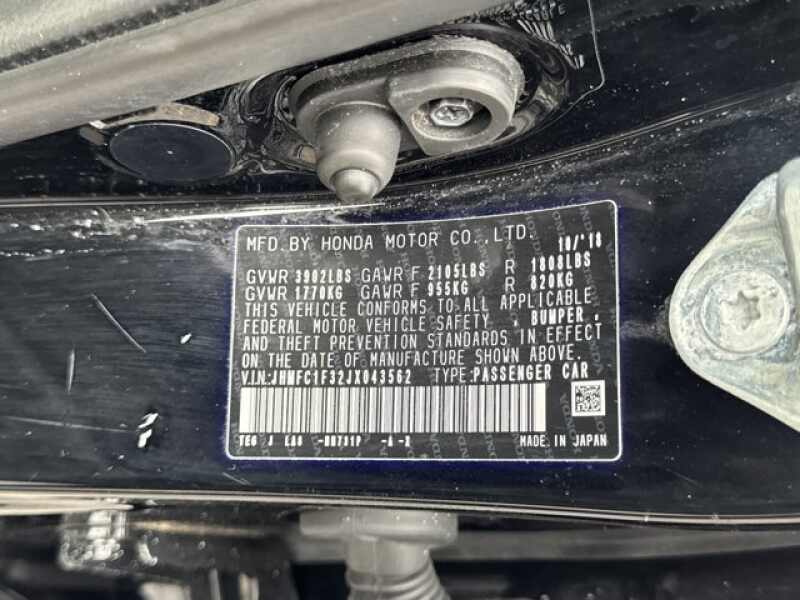 MFD. BY HONDA MOTOR CO., LTD. 10/'18
GVWR 3902LBS GAWR F 2105LBS R 1808LBS
GVWR 1770KG GAWR F 955KG R 820KG
THIS VEHICLE CONFORMS TO ALL APPLICABLE
FEDERAL MOTOR VEHICLE SAFETY , BUMPER ,
AND THEFT PREVENTION STANDARDS IN EFFECT
ON THE DATE OF MANUFACTURE SHOWN ABOVE.
V.I.N: JHMFC1F32JX043562 TYPE: PASSENGER CAR
MADE IN JAPAN